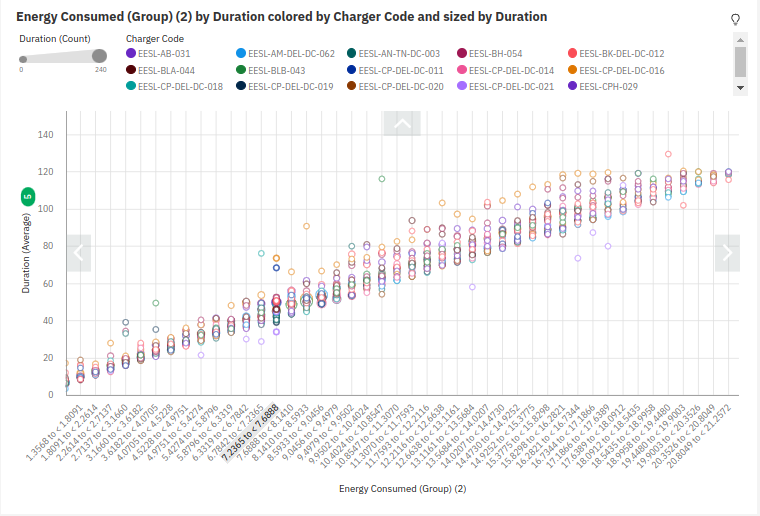 Energy Consumed (Group) (2) by Duration colored by Charger Code and sized by Duration
Duration (Count)
0
240
Charger Code
EESL-AB-031
EESL-AM-DEL-DC-062
EESL-AN-TN-DC-003
EESL-BH-054
EESL-BK-DEL-DC-012
EESL-BLA-044
EESL-BLB-043
EESL-CP-DEL-DC-011
EESL-CP-DEL-DC-014
EESL-CP-DEL-DC-016
EESL-CP-DEL-DC-018
EESL-CP-DEL-DC-019
EESL-CP-DEL-DC-020
EESL-CP-DEL-DC-021
EESL-CPH-029
5
Duration (Average)
140
120
100
80
60
40
20
0
1.3568 to < 1.8091
1.8091 to < 2.2614
2.2614 to < 2.7137
2.7137 to < 3.1660
3.1660 to < 3.6182
3.6182 to < 4.0705
4.0705 to < 4.5228
4.5228 to < 4.9751
4.9751 to < 5.4274
5.4274 to < 5.8796
5.8796 to < 6.3319
6.3319 to < 6.7842
6.7842 to < 7.2365
7.2365 to < 7.6888
7.6888 to < 8.1410
8.1410 to < 8.5933
8.5933 to < 9.0456
9.0456 to < 9.4979
9.4979 to < 9.9502
9.9502 to < 10.4024
10.4024 to < 10.8547
10.8547 to < 11.3070
11.3070 to < 11.7593
11.7593 to < 12.2116
12.2116 to < 12.6638
12.6638 to < 13.1161
13.1161 to < 13.5684
13.5684 to < 14.0207
14.0207 to < 14.4730
14.4730 to < 14.9252
14.9252 to < 15.3775
15.3775 to < 15.8298
15.8298 to < 16.2821
16.2821 to < 16.7344
16.7344 to < 17.1866
17.1866 to < 17.6389
17.6389 to < 18.0912
18.0912 to < 18.5435
18.5435 to < 18.9958
18.9958 to < 19.4480
19.4480 to < 19.9003
19.9003 to < 20.3526
20.3526 to < 20.8049
20.8049 to < 21.2572
Energy Consumed (Group) (2)